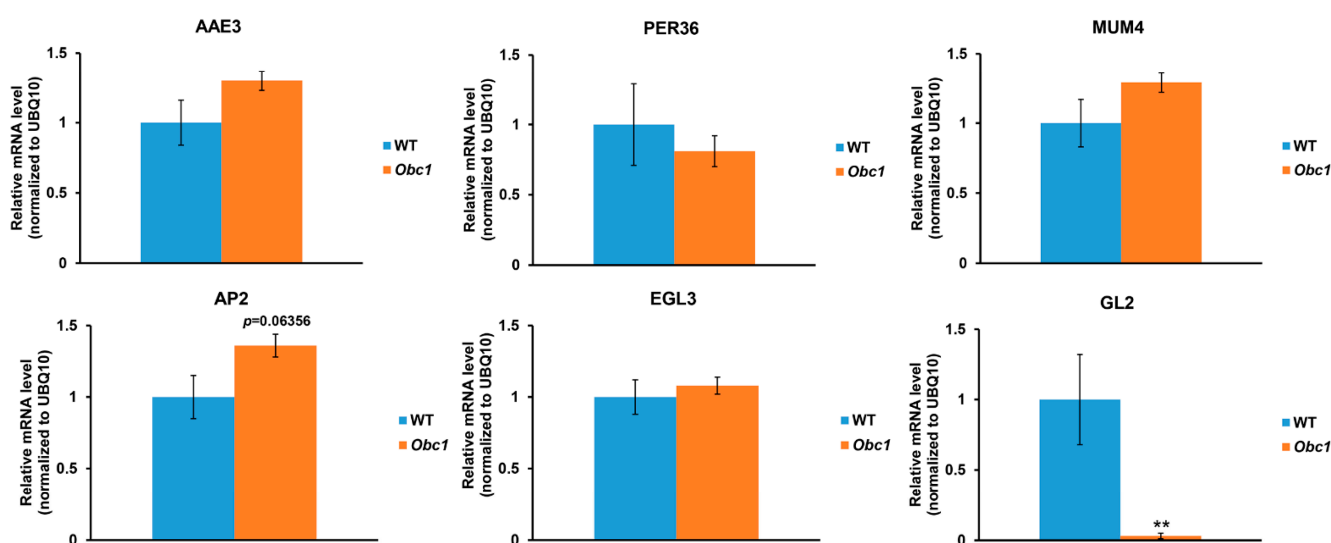 AAE3
Relative mRNA level
(normalized to UBQ10)
1.5
1
0.5
0
WT
Obc1
PER36
Relative mRNA level
(normalized to UBQ10)
1.5
1
0.5
0
WT
Obc1
MUM4
Relative mRNA level
(normalized to UBQ10)
1.5
1
0.5
0
WT
Obc1
AP2
p=0.06356
Relative mRNA level
(normalized to UBQ10)
1.5
1
0.5
0
WT
Obc1
EGL3
Relative mRNA level
(normalized to UBQ10)
1.5
1
0.5
0
WT
Obc1
GL2
Relative mRNA level
(normalized to UBQ10)
1.5
1
0.5
0
**
WT
Obc1